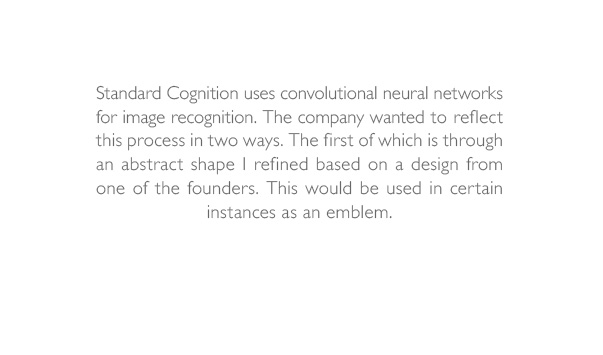 Standard Cognition uses convolutional neural networks
for image recognition. The company wanted to reflect
this process in two ways. The first of which is through
an abstract shape I refined based on a design from
one of the founders. This would be used in certain
instances as an emblem.